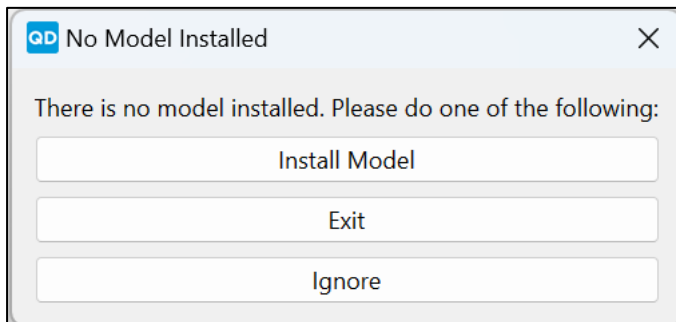 QD No Model Installed
There is no model installed. Please do one of the following:
Install Model
Exit
Ignore